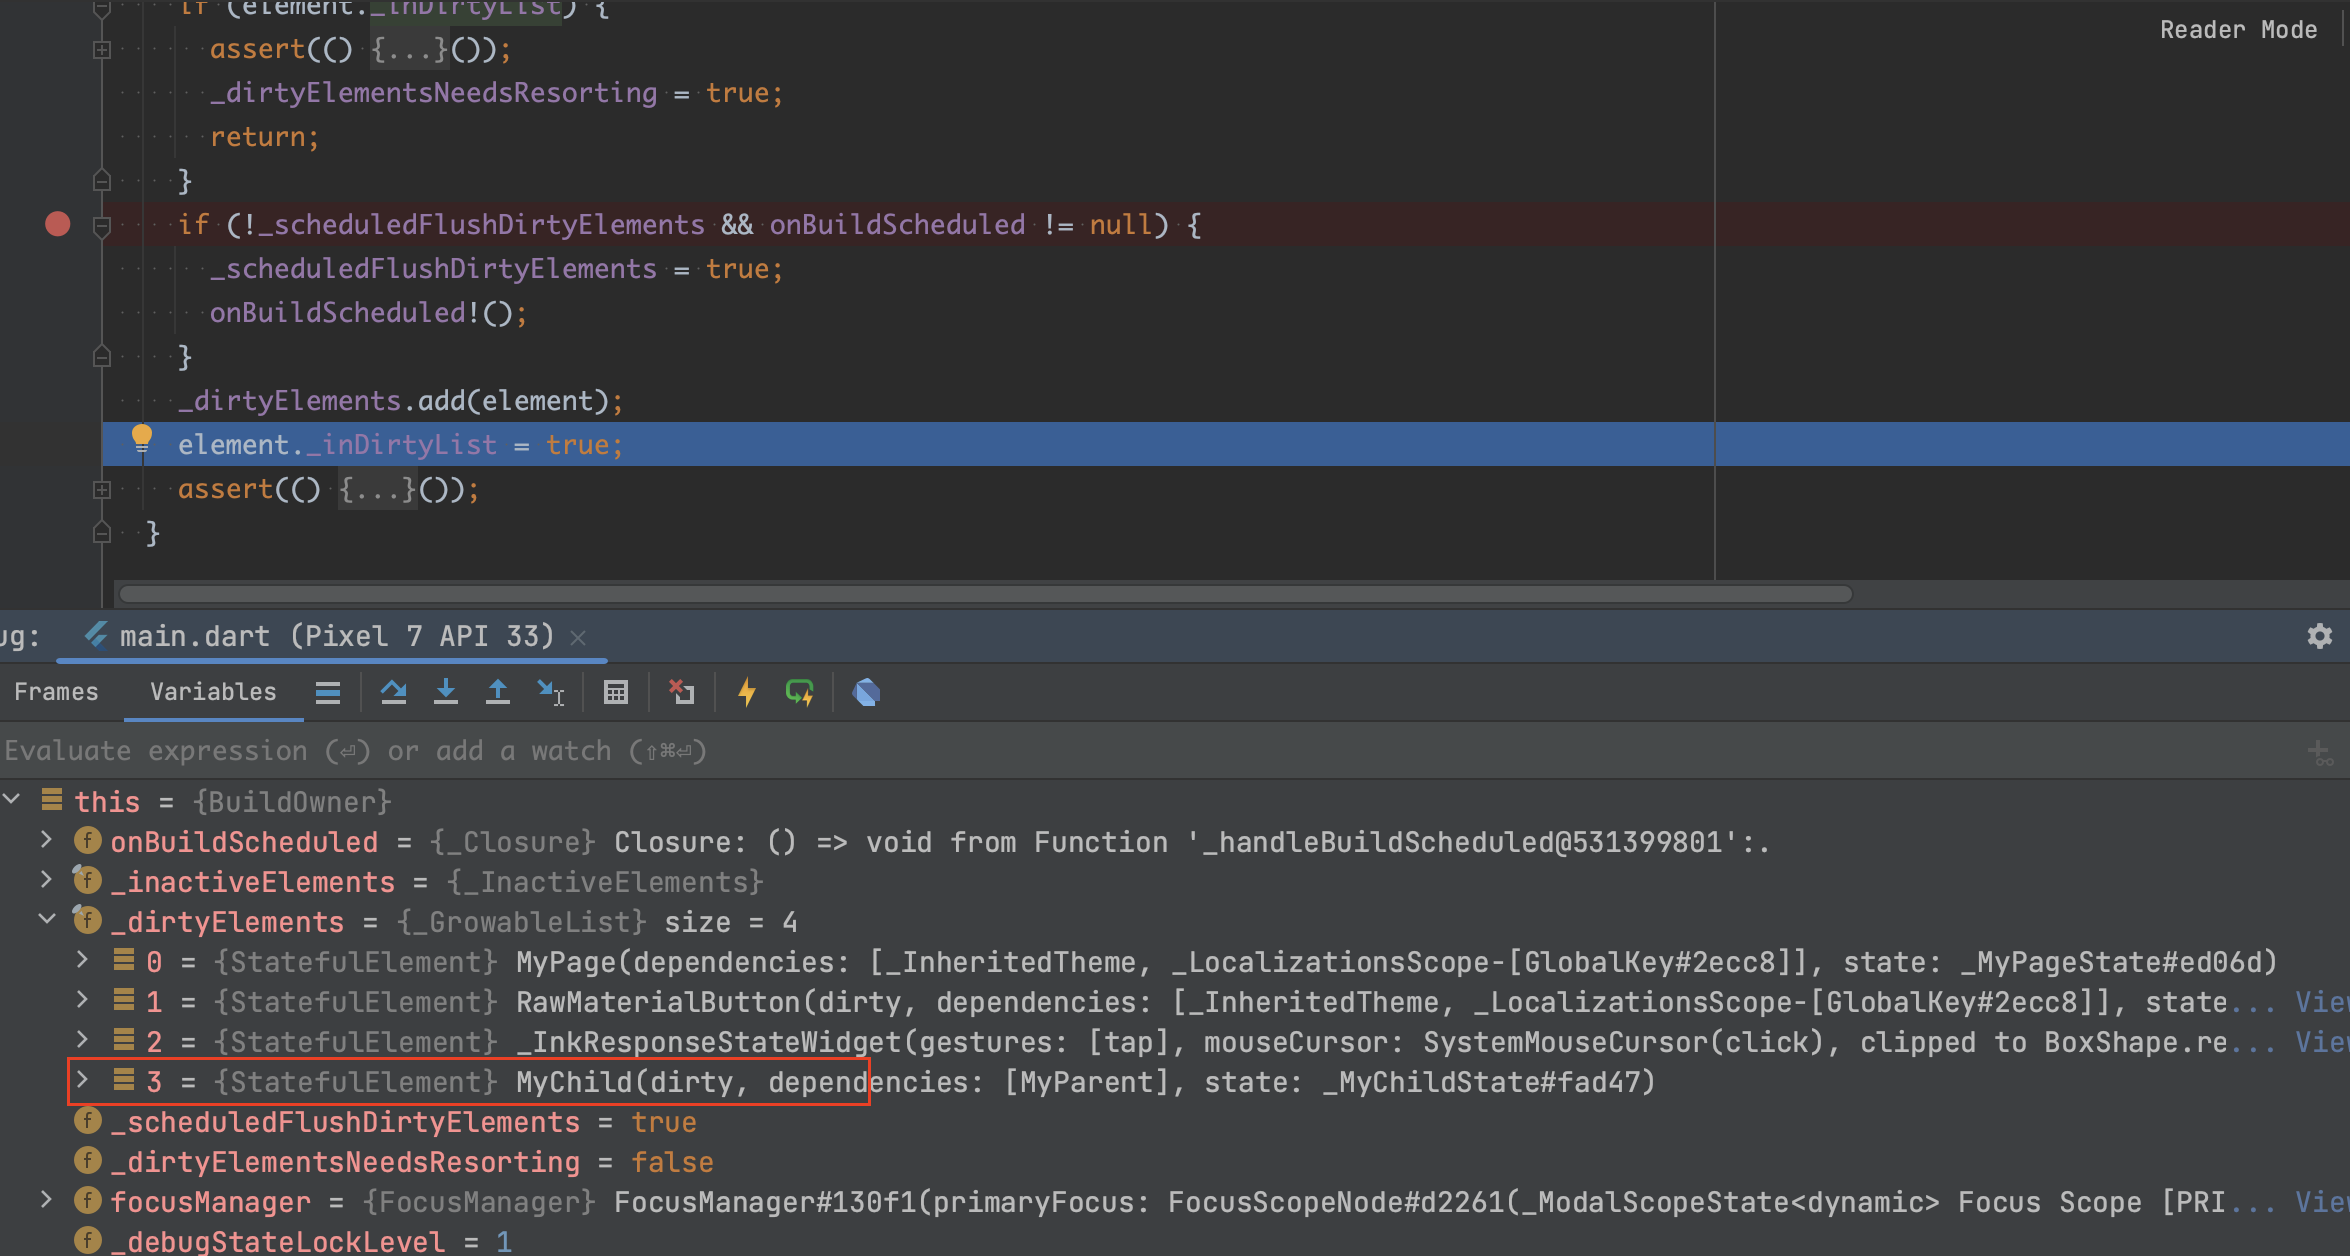 if (element._inDirtyList) {
Reader Mode
assert(() {...}());
_dirtyElementsNeedsResorting = true;
return;
}
if (!_scheduledFlushDirtyElements && onBuildScheduled != null) {
_scheduledFlushDirtyElements = true;
onBuildScheduled!();
}
_dirtyElements.add(element);
element._inDirtyList = true;
assert(() {...}());
}
ug: main.dart (Pixel 7 API 33) ×
Frames Variables
Evaluate expression (⏎) or add a watch (⇧⌘⏎)
this = {BuildOwner}
f onBuildScheduled = {_Closure} Closure: () => void from Function '_handleBuildScheduled@531399801':.
f _inactiveElements = {_InactiveElements}
f _dirtyElements = {_GrowableList} size = 4
0 = {StatefulElement} MyPage(dependencies: [_InheritedTheme, _LocalizationsScope-[GlobalKey#2ecc8]], state: _MyPageState#ed06d)
1 = {StatefulElement} RawMaterialButton(dirty, dependencies: [_InheritedTheme, _LocalizationsScope-[GlobalKey#2ecc8]], state... View
2 = {StatefulElement} _InkResponseStateWidget(gestures: [tap], mouseCursor: SystemMouseCursor(click), clipped to BoxShape.re... View
3 = {StatefulElement} MyChild(dirty, dependencies: [MyParent], state: _MyChildState#fad47)
f _scheduledFlushDirtyElements = true
f _dirtyElementsNeedsResorting = false
f focusManager = {FocusManager} FocusManager#130f1(primaryFocus: FocusScopeNode#d2261(_ModalScopeState<dynamic> Focus Scope [PRI... View
f _debugStateLockLevel = 1